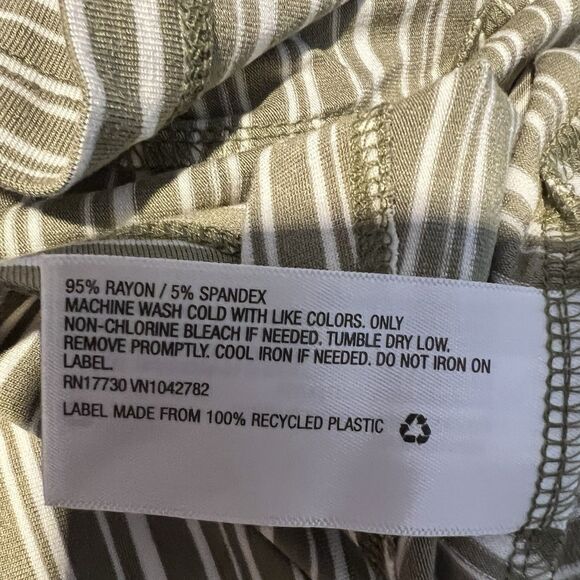 95% RAYON / 5% SPANDEX
MACHINE WASH COLD WITH LIKE COLORS. ONLY
NON-CHLORINE BLEACH IF NEEDED. TUMBLE DRY LOW.
REMOVE PROMPTLY. COOL IRON IF NEEDED. DO NOT IRON ON
LABEL.
RN17730 VN1042782
LABEL MADE FROM 100% RECYCLED PLASTIC